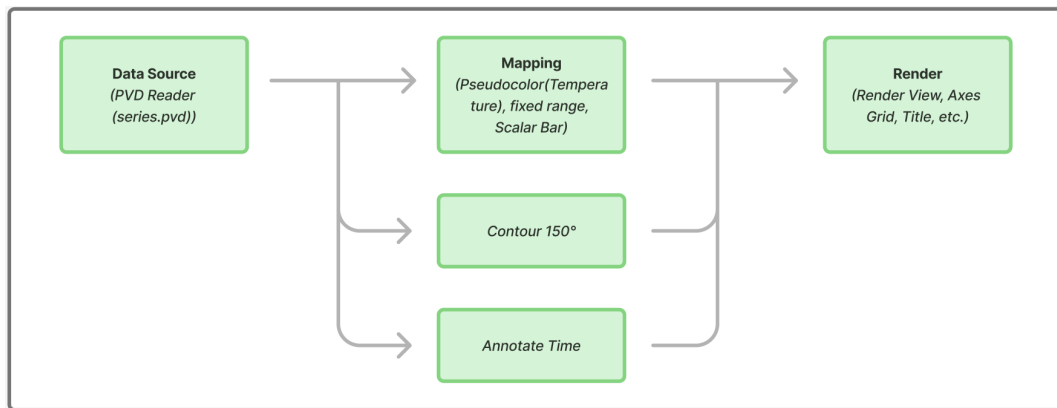 Data Source
(PVD Reader
(series.pvd))
Mapping
(Pseudocolor(Tempera
ture), fixed range,
Scalar Bar)
Render
(Render View, Axes
Grid, Title, etc.)
Contour 150°
Annotate Time